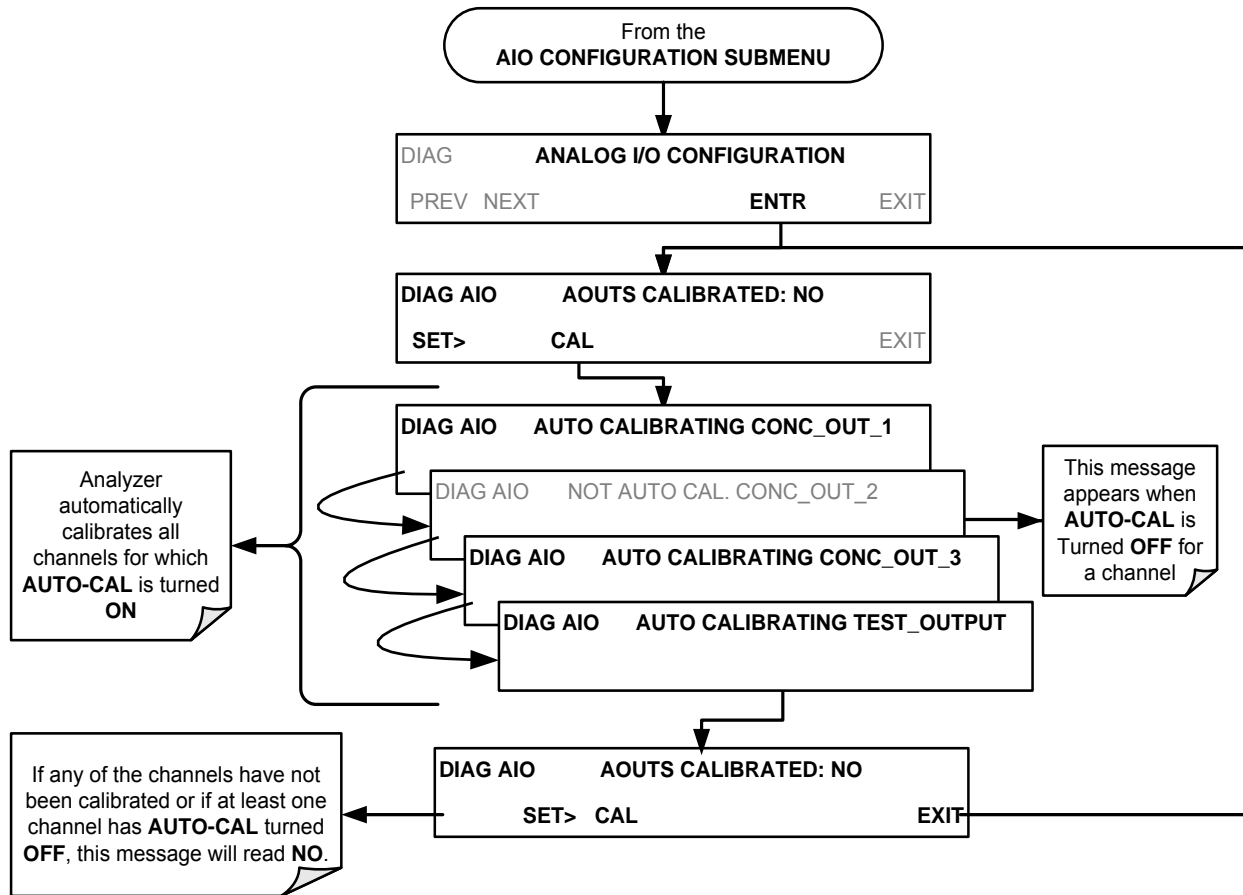 From the
AIO CONFIGURATION SUBMENU
DIAG ANALOG I/O CONFIGURATION
PREV NEXT ENTR EXIT
DIAG AIO AOUTS CALIBRATED: NO
SET> CAL EXIT
DIAG AIO AUTO CALIBRATING CONC_OUT_1
DIAG AIO NOT AUTO CAL. CONC_OUT_2
DIAG AIO AUTO CALIBRATING CONC_OUT_3
DIAG AIO AUTO CALIBRATING TEST_OUTPUT
Analyzer
automatically
calibrates all
channels for which
AUTO-CAL is turned
ON
This message
appears when
AUTO-CAL is
Turned OFF for
a channel
DIAG AIO AOUTS CALIBRATED: NO
SET> CAL EXIT
If any of the channels have not
been calibrated or if at least one
channel has AUTO-CAL turned
OFF, this message will read NO.